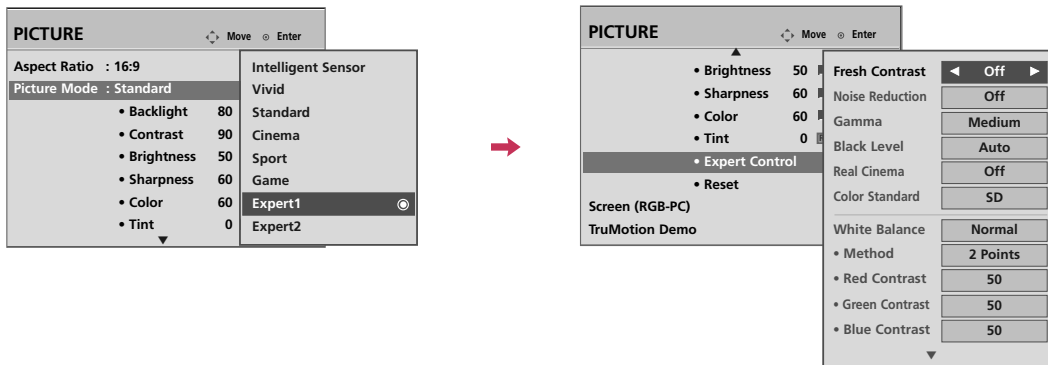 PICTURE
Move Enter
Aspect Ratio : 16:9
Picture Mode : Standard
• Backlight 80
• Contrast 90
• Brightness 50
• Sharpness 60
• Color 60
• Tint 0
Intelligent Sensor
Vivid
Standard
Cinema
Sport
Game
Expert1
Expert2
PICTURE
Move Enter
• Brightness 50
• Sharpness 60
• Color 60
• Tint 0
• Expert Control
• Reset
Screen (RGB-PC)
TruMotion Demo
Fresh Contrast ◀ Off ▶
Noise Reduction Off
Gamma Medium
Black Level Auto
Real Cinema Off
Color Standard SD
White Balance Normal
• Method 2 Points
• Red Contrast 50
• Green Contrast 50
• Blue Contrast 50